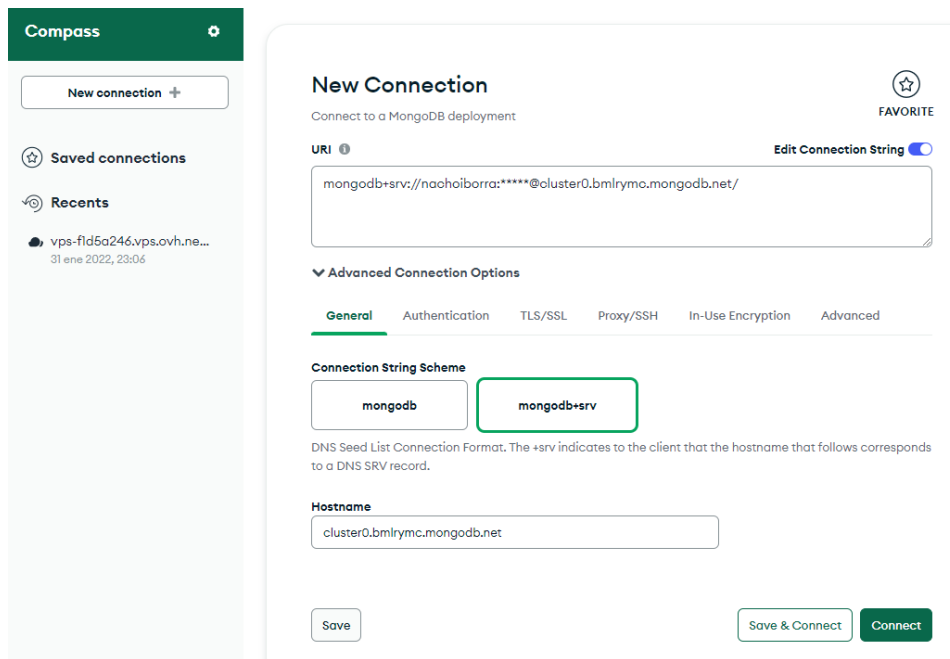 Compass
New connection
Saved connections
Recents
vps-f1d5a246.vps.ovh.ne...
31 ene 2022, 23:06
New Connection
Connect to a MongoDB deployment
FAVORITE
URI
Edit Connection String
mongodb+srv://nachoiborra:*****@cluster0.bmlrymc.mongodb.net/
Advanced Connection Options
General Authentication TLS/SSL Proxy/SSH In-Use Encryption Advanced
Connection String Scheme
mongodb mongodb+srv
DNS Seed List Connection Format. The +srv indicates to the client that the hostname that follows corresponds
to a DNS SRV record.
Hostname
cluster0.bmlrymc.mongodb.net
Save Save & Connect Connect